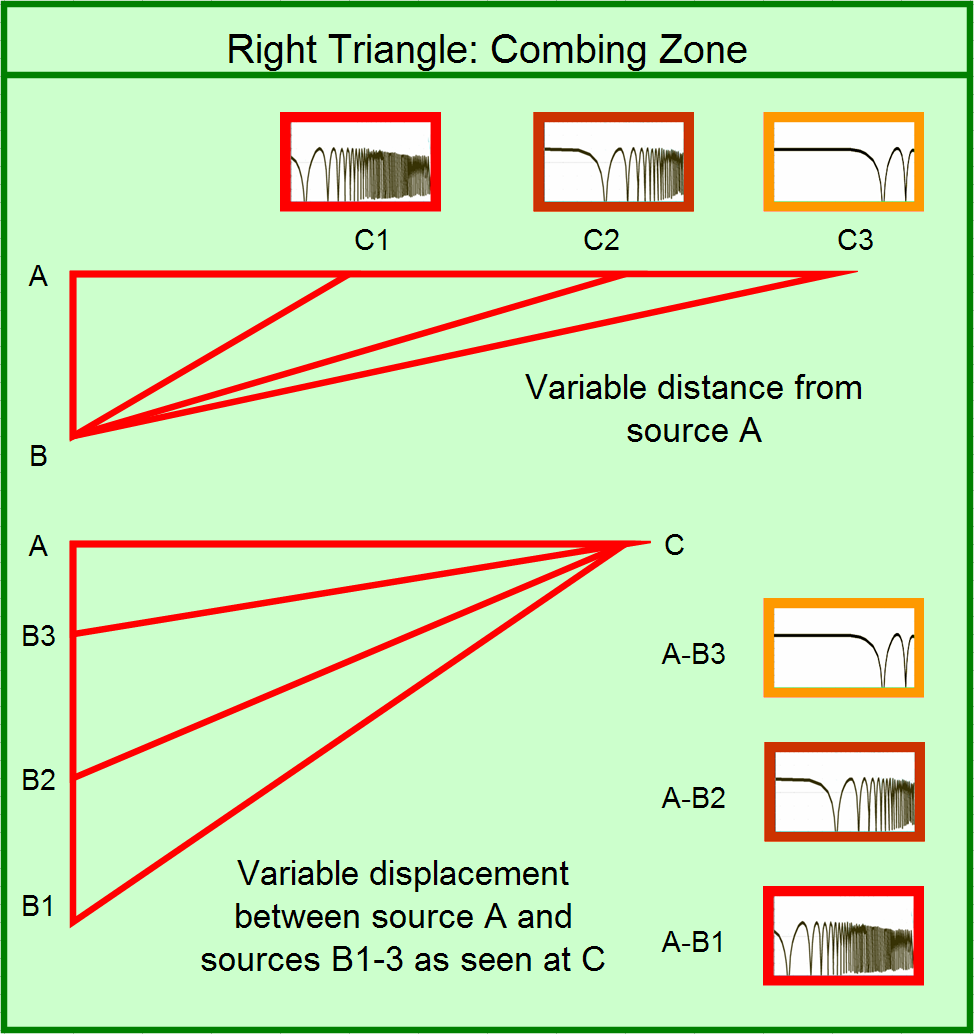 Right Triangle: Combing Zone
C1
C2
C3
A
B
Variable distance from
source A
A
C
B3
A-B3
B2
A-B2
B1
Variable displacement
between source A and
sources B1-3 as seen at C
A-B1